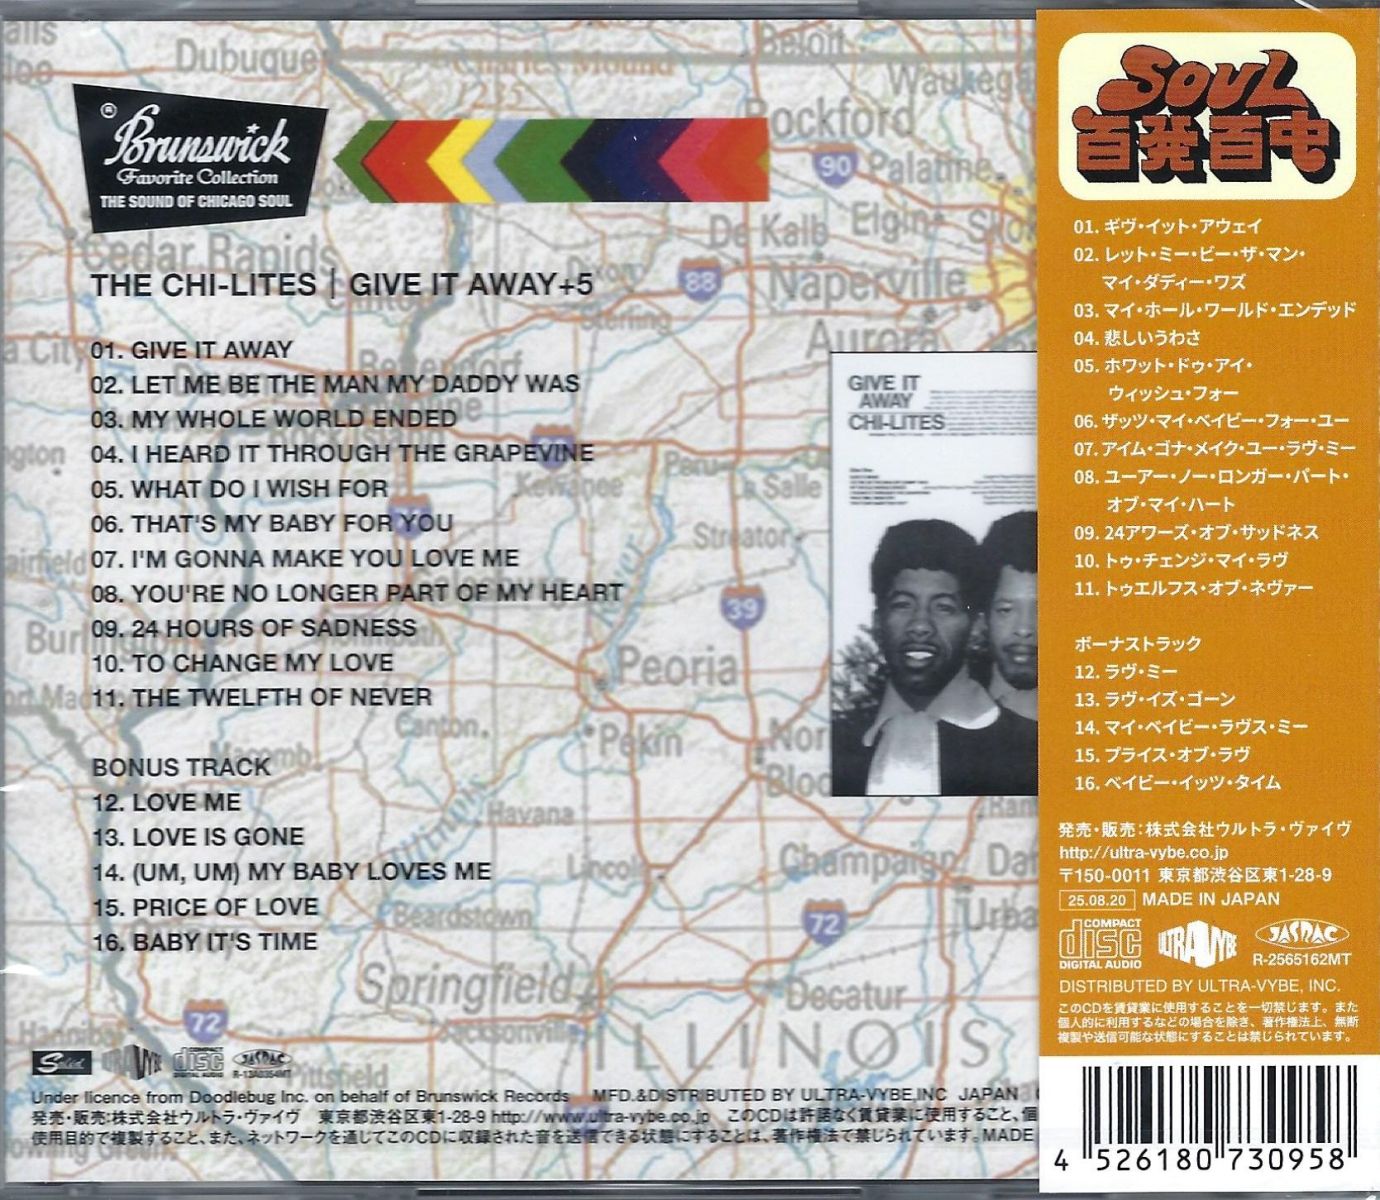 Brunswick
Favorite Collection
THE SOUND OF CHICAGO SOUL
THE CHI-LITES | GIVE IT AWAY+5
01. GIVE IT AWAY
02. LET ME BE THE MAN MY DADDY WAS
03. MY WHOLE WORLD ENDED
04. I HEARD IT THROUGH THE GRAPEVINE
05. WHAT DO I WISH FOR
06. THAT'S MY BABY FOR YOU
07. I'M GONNA MAKE YOU LOVE ME
08. YOU'RE NO LONGER PART OF MY HEART
09. 24 HOURS OF SADNESS
10. TO CHANGE MY LOVE
11. THE TWELFTH OF NEVER
BONUS TRACK
12. LOVE ME
13. LOVE IS GONE
14. (UM, UM) MY BABY LOVES ME
15. PRICE OF LOVE
16. BABY IT'S TIME
GIVE IT
AWAY
CHI-LITES
Dubuque
Charles Mound
1235
Beloit
Rockford
90
Palatine
Elgin
De Kalb
88
Naperville
Aurora
Cedar Rapids
Dixon
Sterling
Kewanee
Peru
Streator
39
Peoria
Pekin
Canton
Macomb
Havana
Lincoln
Champaign
Beardstown
Springfield
72
Decatur
72
ILLINOIS
Pittsfield
Solid
ULTRA VYBE
COMPACT
disc
DIGITAL AUDIO
JASRAC
R-13A0354MT
Under licence from Doodlebug Inc. on behalf of Brunswick Records MFD.&DISTRIBUTED BY ULTRA-VYBE,INC JAPAN
発売・販売:株式会社ウルトラ・ヴァイヴ 東京都渋谷区東1-28-9 http://www.ultra-vybe.co.jp このCDは許諾なく賃貸業に使用すること、個
使用目的で複製すること、また、ネットワークを通じてこのCDに収録された音を送信できる状態にすることは、著作権法で禁じられています。MADE
SOUL
百発百中
01. ギヴ・イット・アウェイ
02. レット・ミー・ビー・ザ・マン・
マイ・ダディー・ワズ
03. マイ・ホール・ワールド・エンデッド
04. 悲しいうわさ
05. ホワット・ドゥ・アイ・
ウィッシュ・フォー
06. ザッツ・マイ・ベイビー・フォー・ユー
07. アイム・ゴナ・メイク・ユー・ラヴ・ミー
08. ユーアー・ノー・ロンガー・パート・
オブ・マイ・ハート
09. 24アワーズ・オブ・サッドネス
10. トゥ・チェンジ・マイ・ラヴ
11. トゥエルフス・オブ・ネヴァー
ボーナストラック
12. ラヴ・ミー
13. ラヴ・イズ・ゴーン
14. マイ・ベイビー・ラヴス・ミー
15. プライス・オブ・ラヴ
16. ベイビー・イッツ・タイム
発売・販売:株式会社ウルトラ・ヴァイヴ
http://ultra-vybe.co.jp
〒150-0011 東京都渋谷区東1-28-9
25.08.20 MADE IN JAPAN
COMPACT
disc
DIGITAL AUDIO
ULTRA VYBE
JASRAC
R-2565162MT
DISTRIBUTED BY ULTRA-VYBE, INC.
このCDを賃貸業に使用することを一切禁じます。また
個人的に利用するなどの場合を除き、著作権法上、無断
複製や送信可能な状態にすることは禁じられています。
4 526180 730958